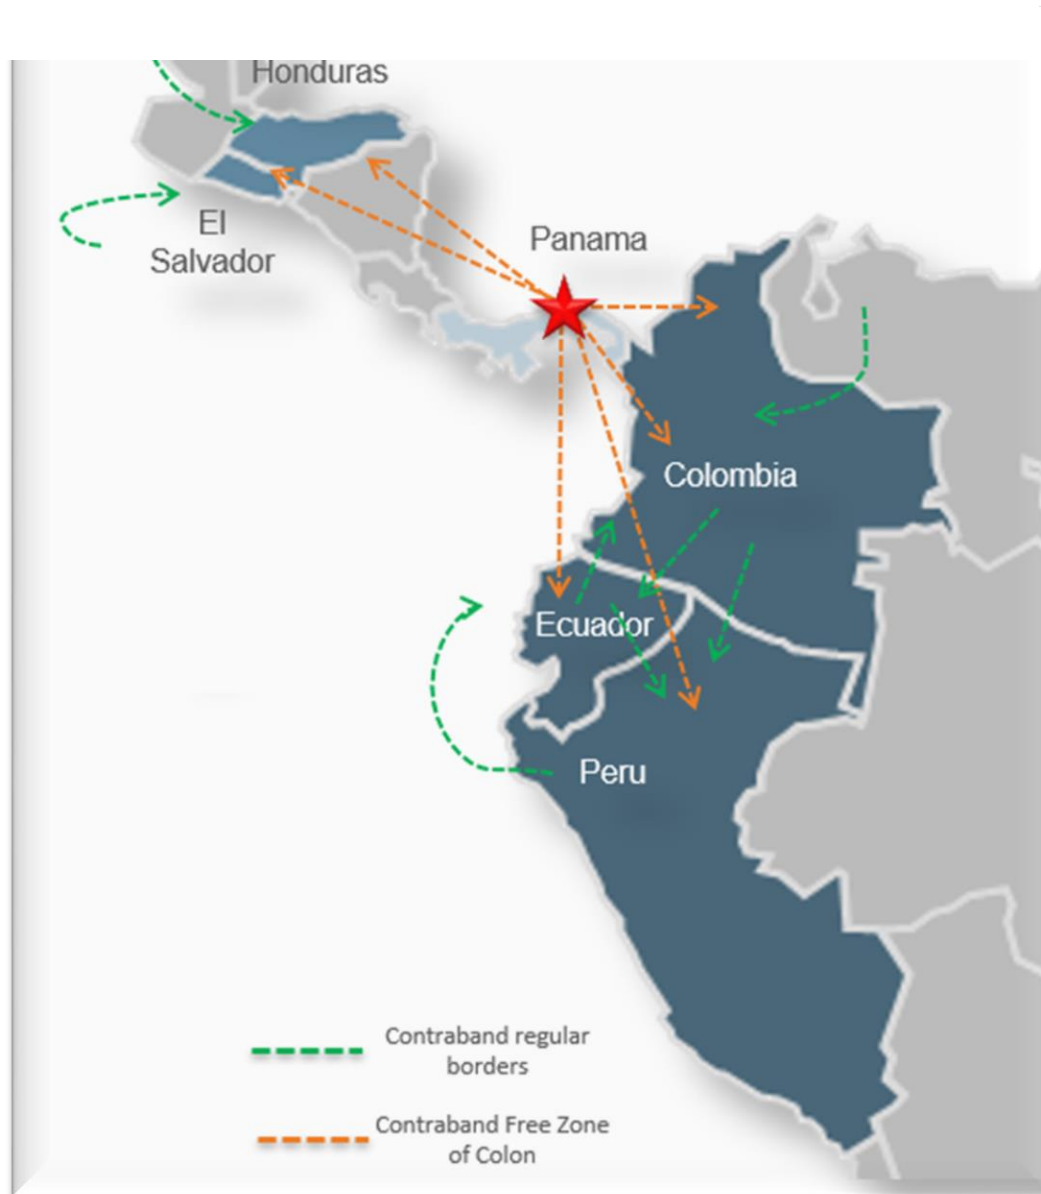 Honduras
El
Salvador
Panama
Colombia
Ecuador
Peru
Contraband regular
borders
Contraband Free Zone
of Colon